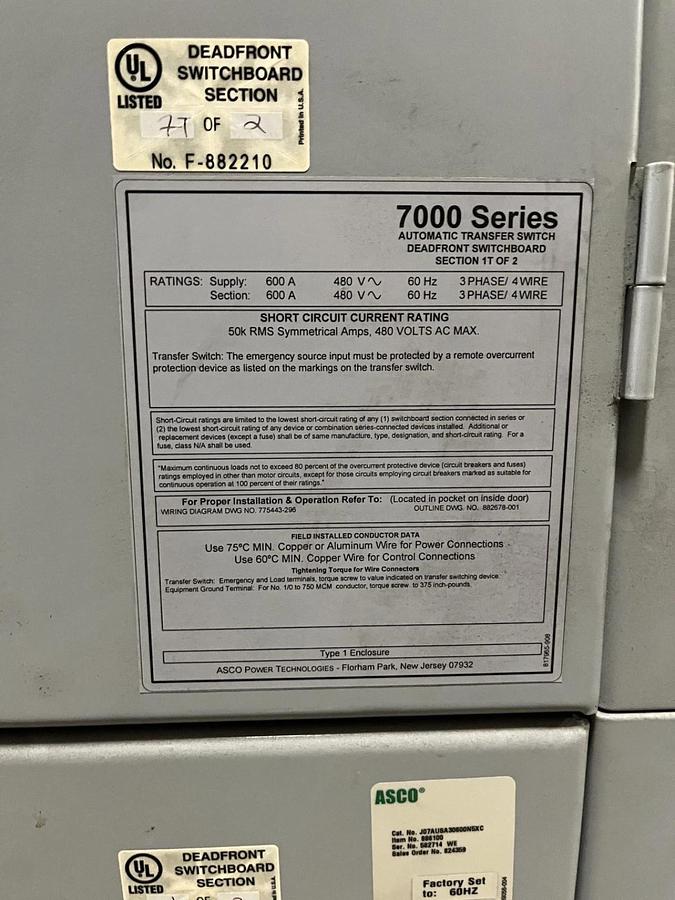 UL
LISTED
DEADFRONT
SWITCHBOARD
SECTION
OF 2
Printed in U.S.A.
No. F-882210
7000 Series
AUTOMATIC TRANSFER SWITCH
DEADFRONT SWITCHBOARD
SECTION 1T OF 2
RATINGS: Supply: 600 A 480 V∿ 60 Hz 3 PHASE/ 4 WIRE
Section: 600 A 480 V∿ 60 Hz 3 PHASE/ 4 WIRE
SHORT CIRCUIT CURRENT RATING
50k RMS Symmetrical Amps, 480 VOLTS AC MAX.
Transfer Switch: The emergency source input must be protected by a remote overcurrent
protection device as listed on the markings on the transfer switch.
Short-Circuit ratings are limited to the lowest short-circuit rating of any (1) switchboard section connected in series or
(2) the lowest short-circuit rating of any device or combination series-connected devices installed. Additional or
replacement devices (except a fuse) shall be of same manufacture, type, designation, and short-circuit rating. For a
fuse, class N/A shall be used.
"Maximum continuous loads not to exceed 80 percent of the overcurrent protective device (circuit breakers and fuses)
ratings employed in other than motor circuits, except for those circuits employing circuit breakers marked as suitable for
continuous operation at 100 percent of their ratings."
For Proper Installation & Operation Refer To: (Located in pocket on inside door)
WIRING DIAGRAM DWG NO. 775443-296 OUTLINE DWG. NO. 882678-001
FIELD INSTALLED CONDUCTOR DATA
Use 75°C MIN. Copper or Aluminum Wire for Power Connections
Use 60°C MIN. Copper Wire for Control Connections
Tightening Torque for Wire Connectors
Transfer Switch: Emergency and Load terminals, torque screw to value indicated on transfer switching device.
Equipment Ground Terminal: For No. 1/0 to 750 MCM conductor, torque screw to 375 inch-pounds.
Type 1 Enclosure
ASCO POWER TECHNOLOGIES - Florham Park, New Jersey 07932
817965-908
ASCO®
Cat. No. J07AUSA30600N5XC
Item No. 886100
Ser. No. 582714 WE
Sales Order No. 824359
Factory Set
to: 60HZ
UL
LISTED
DEADFRONT
SWITCHBOARD
SECTION